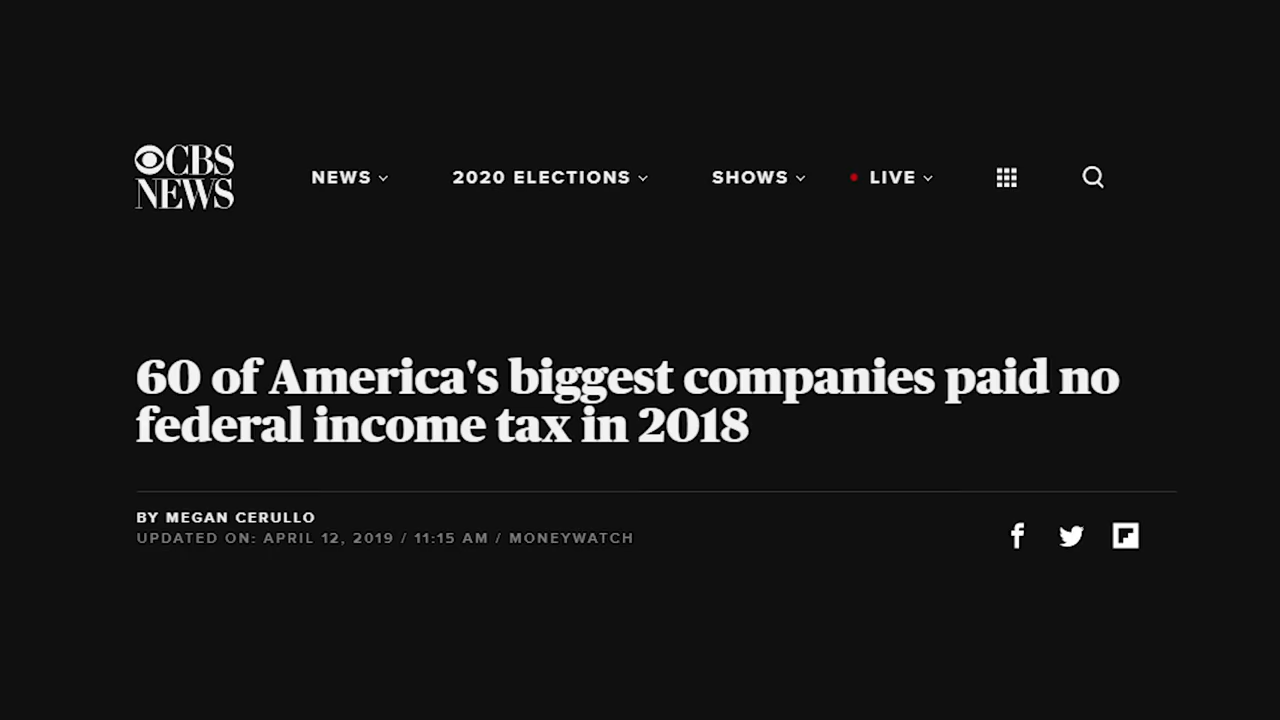 CBS
NEWS
NEWS
2020 ELECTIONS
SHOWS
LIVE
60 of America's biggest companies paid no
federal income tax in 2018
BY MEGAN CERULLO
UPDATED ON: APRIL 12, 2019 / 11:15 AM / MONEYWATCH